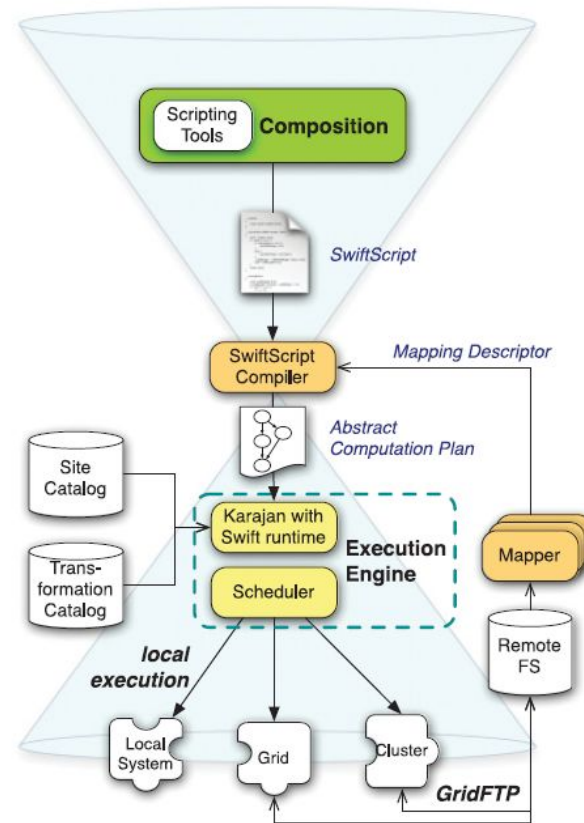 Scripting
Tools
Composition
SwiftScript
SwiftScript
Compiler
Mapping Descriptor
Abstract
Computation Plan
Site
Catalog
Karajan with
Swift runtime
Execution
Engine
Mapper
Trans-
formation
Catalog
Scheduler
Remote
FS
local
execution
Local
System
Grid
Cluster
GridFTP